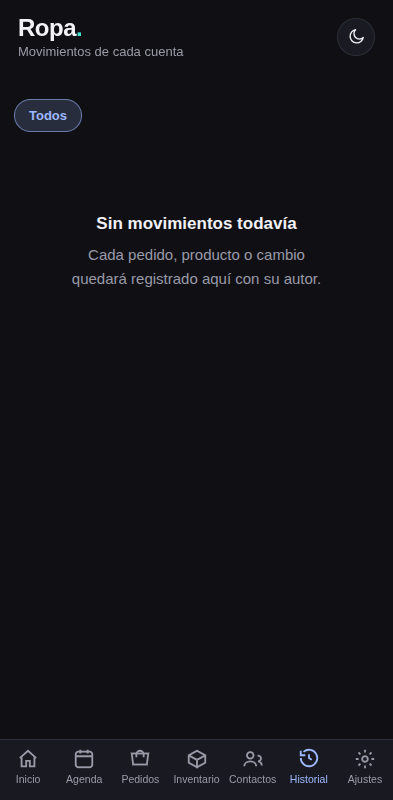 Ropa.
Movimientos de cada cuenta
Todos
Sin movimientos todavía
Cada pedido, producto o cambio
quedará registrado aquí con su autor.
Inicio
Agenda
Pedidos
Inventario
Contactos
Historial
Ajustes